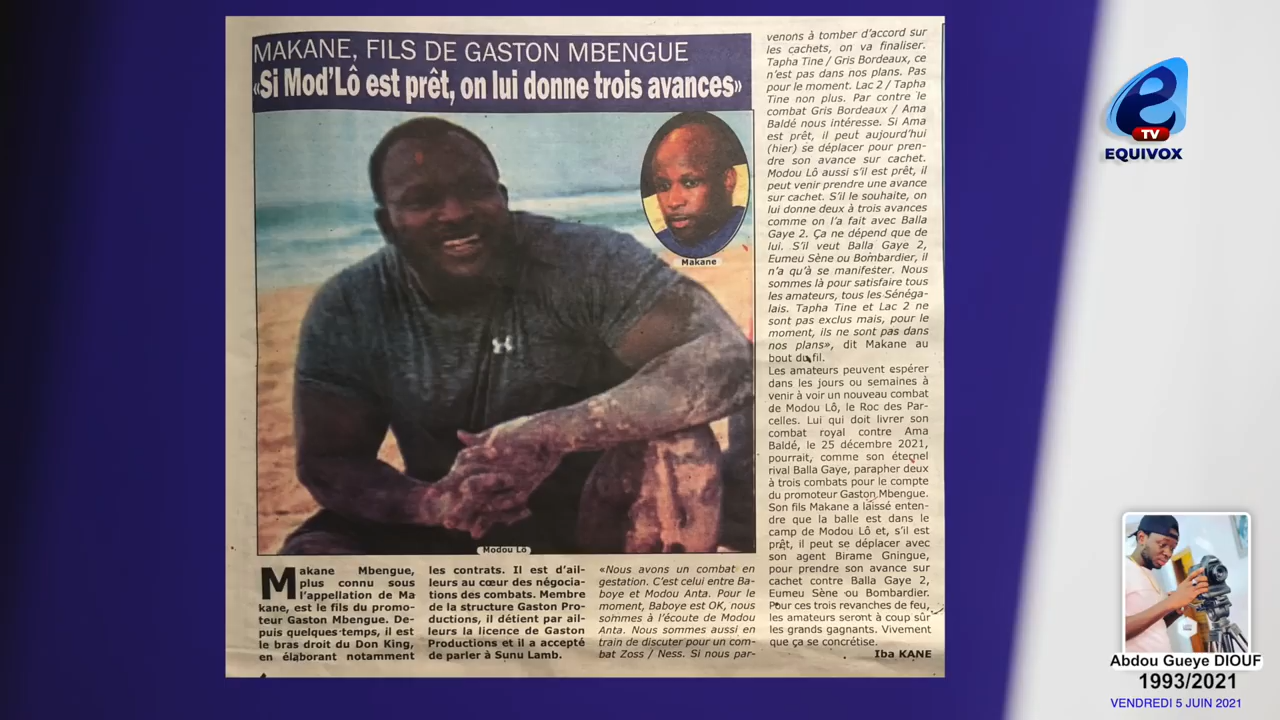 MAKANE, FILS DE GASTON MBENGUE
«Si Mod'Lô est prêt, on lui donne trois avances»
Makane
Modou Lô
Makane Mbengue,
plus connu sous
l'appellation de Ma
kane, est le fils du promo-
teur Gaston Mbengue. De-
puis quelques temps, il est
le bras droit du Don King,
en élaborant notamment
les contrats. Il est d'ail-
leurs au cœur des négocia-
tions des combats. Membre
de la structure Gaston Pro-
ductions, il détient par ail-
leurs la licence de Gaston
Productions et il a accepté
de parler à Sunu Lamb.
«Nous avons un combat en
gestation. C'est celui entre Ba-
boye et Modou Anta. Pour le
moment, Baboye est OK, nous
sommes à l'écoute de Modou
Anta. Nous sommes aussi en
train de discuter pour un com-
bat Zoss / Ness. Si nous par-
venons à tomber d'accord sur
les cachets, on va finaliser.
Tapha Tine / Gris Bordeaux, ce
n'est pas dans nos plans. Pas
pour le moment. Lac 2 / Tapha
Tine non plus. Par contre le
combat Gris Bordeaux / Ama
Baldé nous intéresse. Si Ama
est prêt, il peut aujourd'hui
(hier) se déplacer pour pren-
dre son avance sur cachet.
Modou Lô aussi s'il est prêt, il
peut venir prendre une avance
sur cachet. S'il le souhaite, on
lui donne deux à trois avances
comme on l'a fait avec Balla
Gaye 2. Ça ne dépend que de
lui. S'il veut Balla Gaye 2,
Eumeu Sène ou Bombardier, il
n'a qu'à se manifester. Nous
sommes là pour satisfaire tous
les amateurs, tous les Sénéga-
lais. Tapha Tine et Lac 2 ne
sont pas exclus mais, pour le
moment, ils ne sont pas dans
nos plans», dit Makane au
bout du fil.
Les amateurs peuvent espérer
dans les jours ou semaines à
venir à voir un nouveau combat
de Modou Lô, le Roc des Par-
celles. Lui qui doit livrer son
combat royal contre Ama
Baldé, le 25 décembre 2021,
pourrait, comme son éternel
rival Balla Gaye, parapher deux
à trois combats pour le compte
du promoteur Gaston Mbengue.
Son fils Makane a laissé enten-
dre que la balle est dans le
camp de Modou Lô et, s'il est
prêt, il peut se déplacer avec
son agent Birame Gningue,
pour prendre son avance sur
cachet contre Balla Gaye 2,
Eumeu Sène ou Bombardier.
Pour ces trois revanches de feu,
les amateurs seront à coup sûr
les grands gagnants. Vivement
que ça se concrétise.
Iba KANE
e
TV
EQUIVOX
Abdou Gueye DIOUF
1993/2021
VENDREDI 5 JUIN 2021